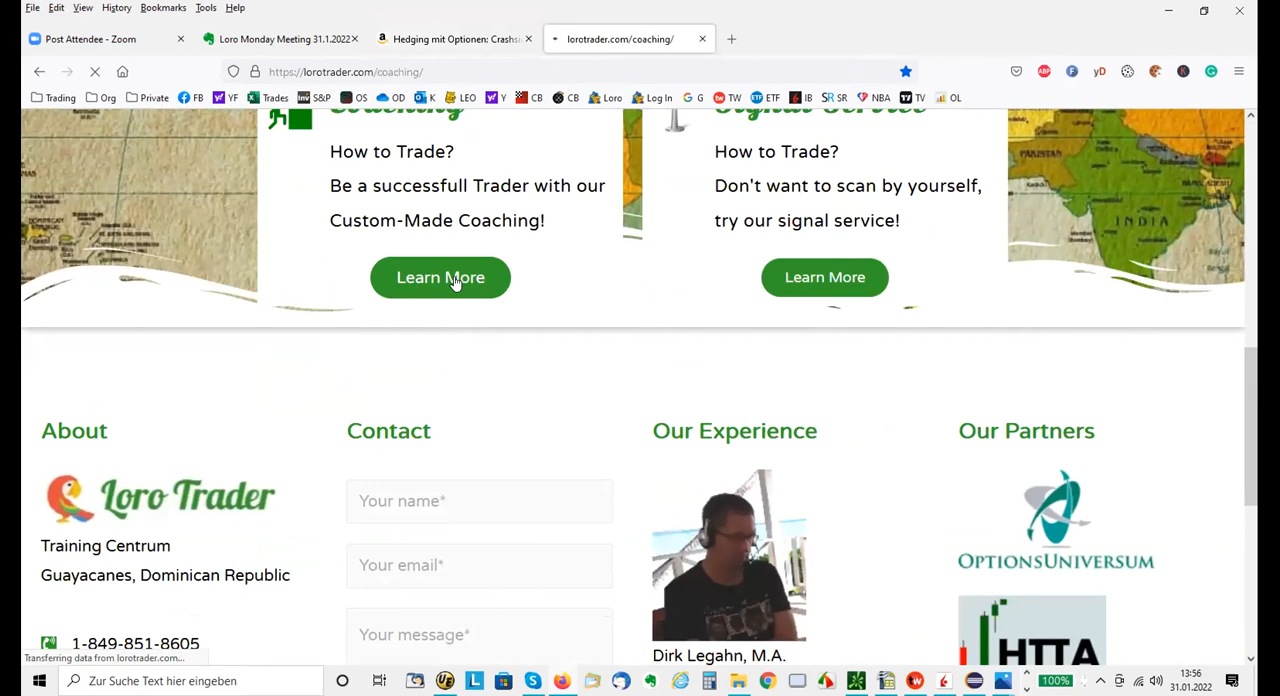 File Edit View History Bookmarks Tools Help
Post Attendee - Zoom
Loro Monday Meeting 31.1.2022
Hedging mit Optionen: Crashsi
lorotrader.com/coaching/
https://lorotrader.com/coaching/
Trading Org Private FB YF Trades S&P OS OD K LEO Y CB CB Loro Log In G TW ETF IB SR NBA TV OL
Coaching
Signal Service
How to Trade?
Be a successfull Trader with our
Custom-Made Coaching!
Learn More
How to Trade?
Don't want to scan by yourself,
try our signal service!
Learn More
PAKISTAN
INDIA
About
Loro Trader
Training Centrum
Guayacanes, Dominican Republic
1-849-851-8605
Contact
Your name*
Your email*
Your message*
Our Experience
Dirk Legahn, M.A.
Our Partners
OPTIONSUNIVERSUM
HTTA
Transferring data from lorotrader.com...
Zur Suche Text hier eingeben
100%
13:56
31.01.2022